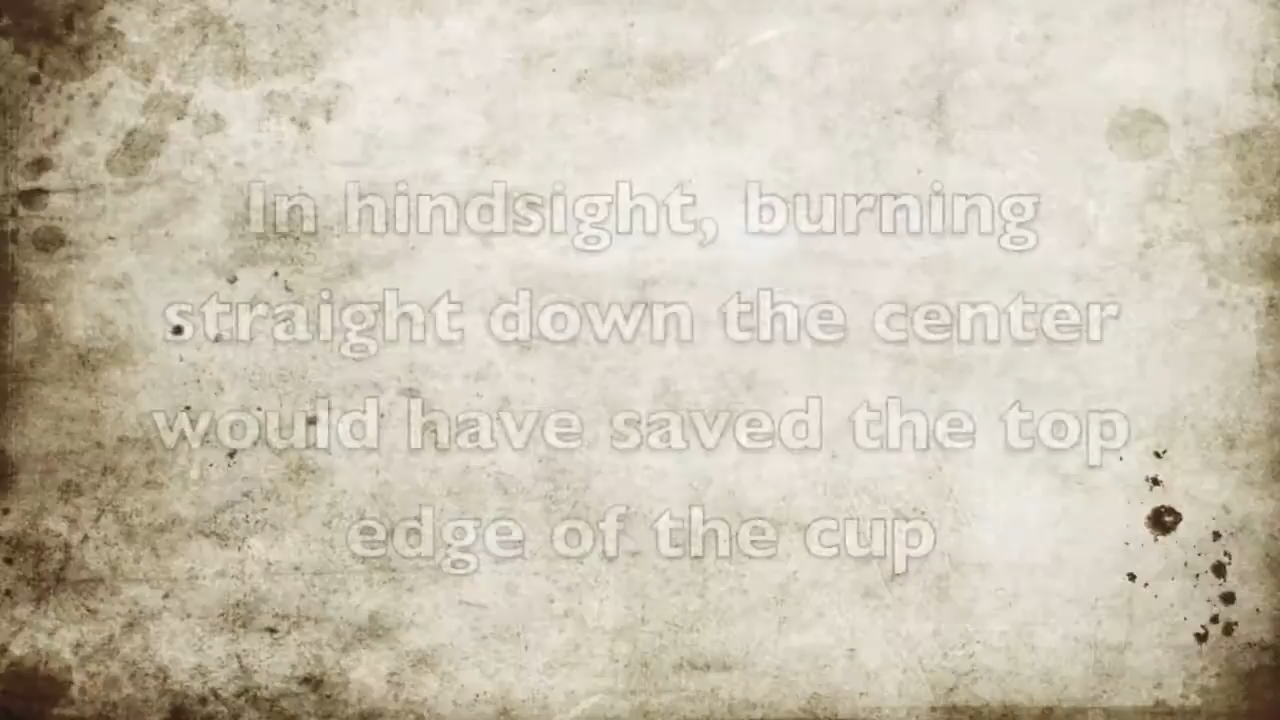 In hindsight, burning
straight down the center
would have saved the top
edge of the cup